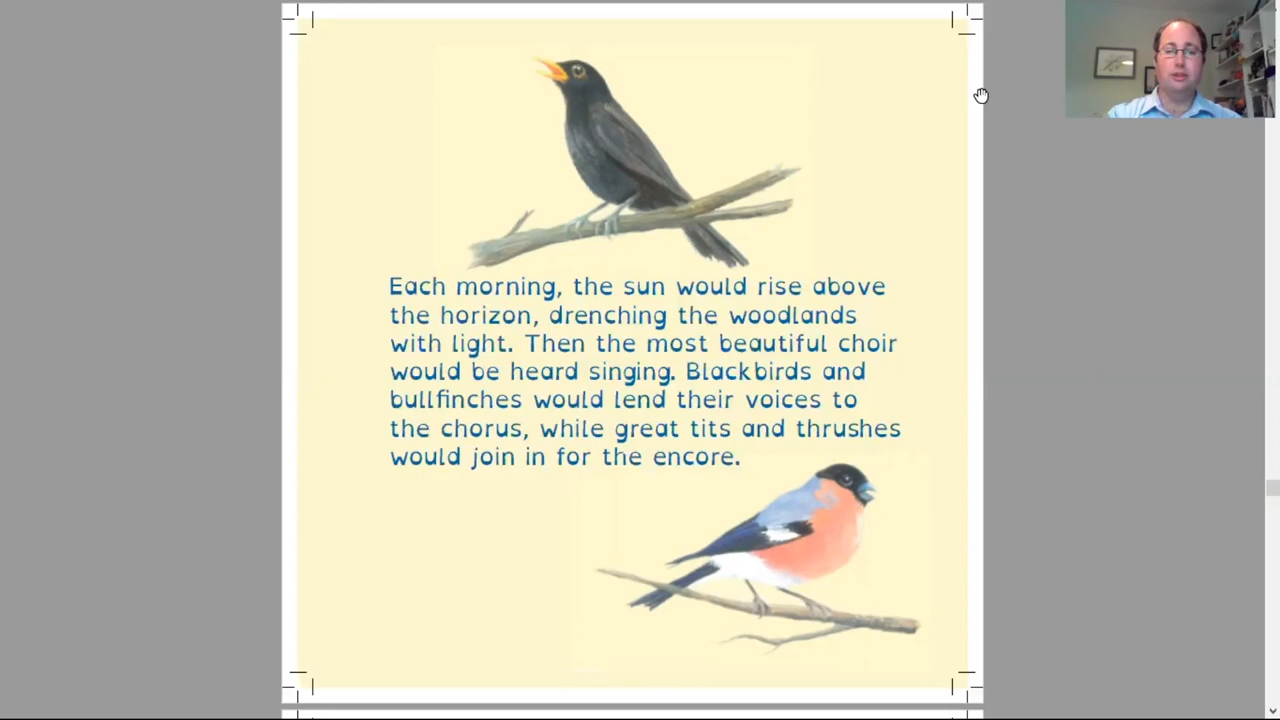 Each morning, the sun would rise above
the horizon, drenching the woodlands
with light. Then the most beautiful choir
would be heard singing. Blackbirds and
bullfinches would lend their voices to
the chorus, while great tits and thrushes
would join in for the encore.